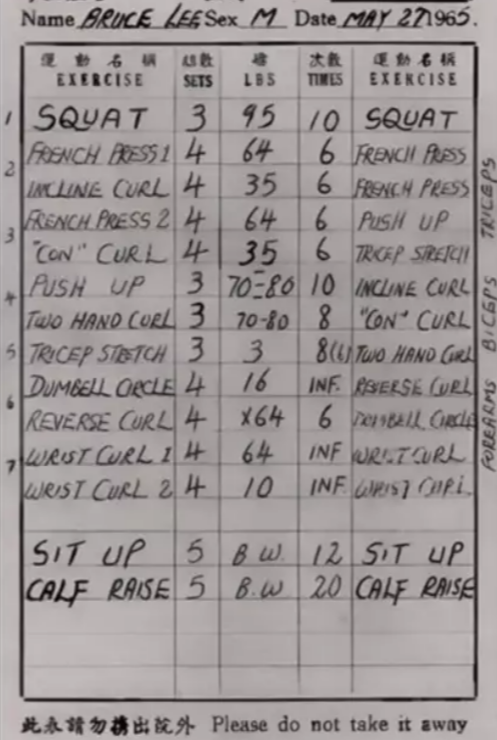 Name BRUCE LEE Sex M Date MAY 27 1965.
運動名稱 組數 磅 次數 運動名稱
EXERCISE SETS LBS TIMES EXERCISE
1 SQUAT 3 95 10 SQUAT
FRENCH PRESS 1 4 64 6 FRENCH PRESS
2 INCLINE CURL 4 35 6 FRENCH PRESS
FRENCH PRESS 2 4 64 6 PUSH UP
3 "CON" CURL 4 35 6 TRICEP STRETCH
PUSH UP 3 70-80 10 INCLINE CURL
4 TWO HAND CURL 3 70-80 8 "CON" CURL
5 TRICEP STRETCH 3 3 8(6) TWO HAND CURL
DUMBELL CIRCLE 4 16 INF. REVERSE CURL
6 REVERSE CURL 4 x64 6 DUMBELL CIRCLE
7 WRIST CURL 1 4 64 INF WRIST CURL
WRIST CURL 2 4 10 INF. WRIST CURL
SIT UP 5 B.W. 12 SIT UP
CALF RAISE 5 B.W 20 CALF RAISE
TRICEPS
BICEPS
FOREARMS
此表請勿携出院外 Please do not take it away